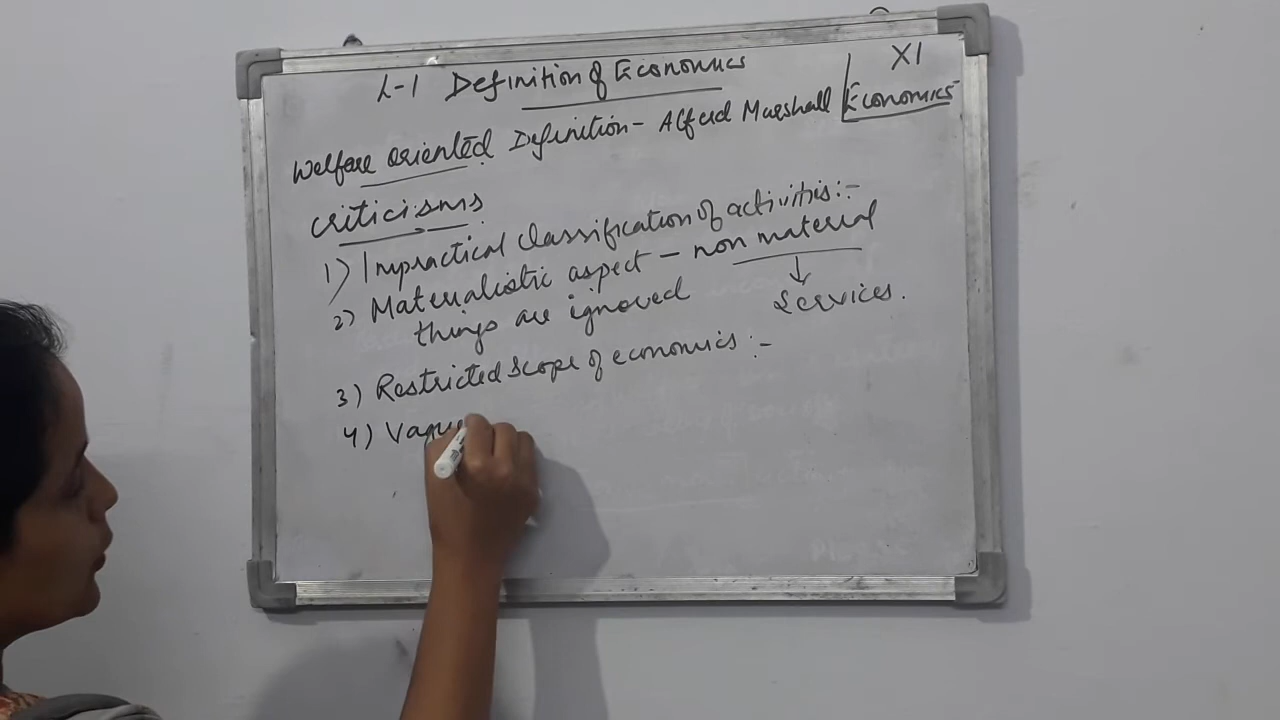 L-1 Definition of Economics
XI
Economics
Welfare oriented Definition - Alfred Marshall
criticisms
1) Impractical classification of activities :-
2) Materialistic aspect - non material
things are ignored
Services.
3) Restricted Scope of economics :-
4) Vague